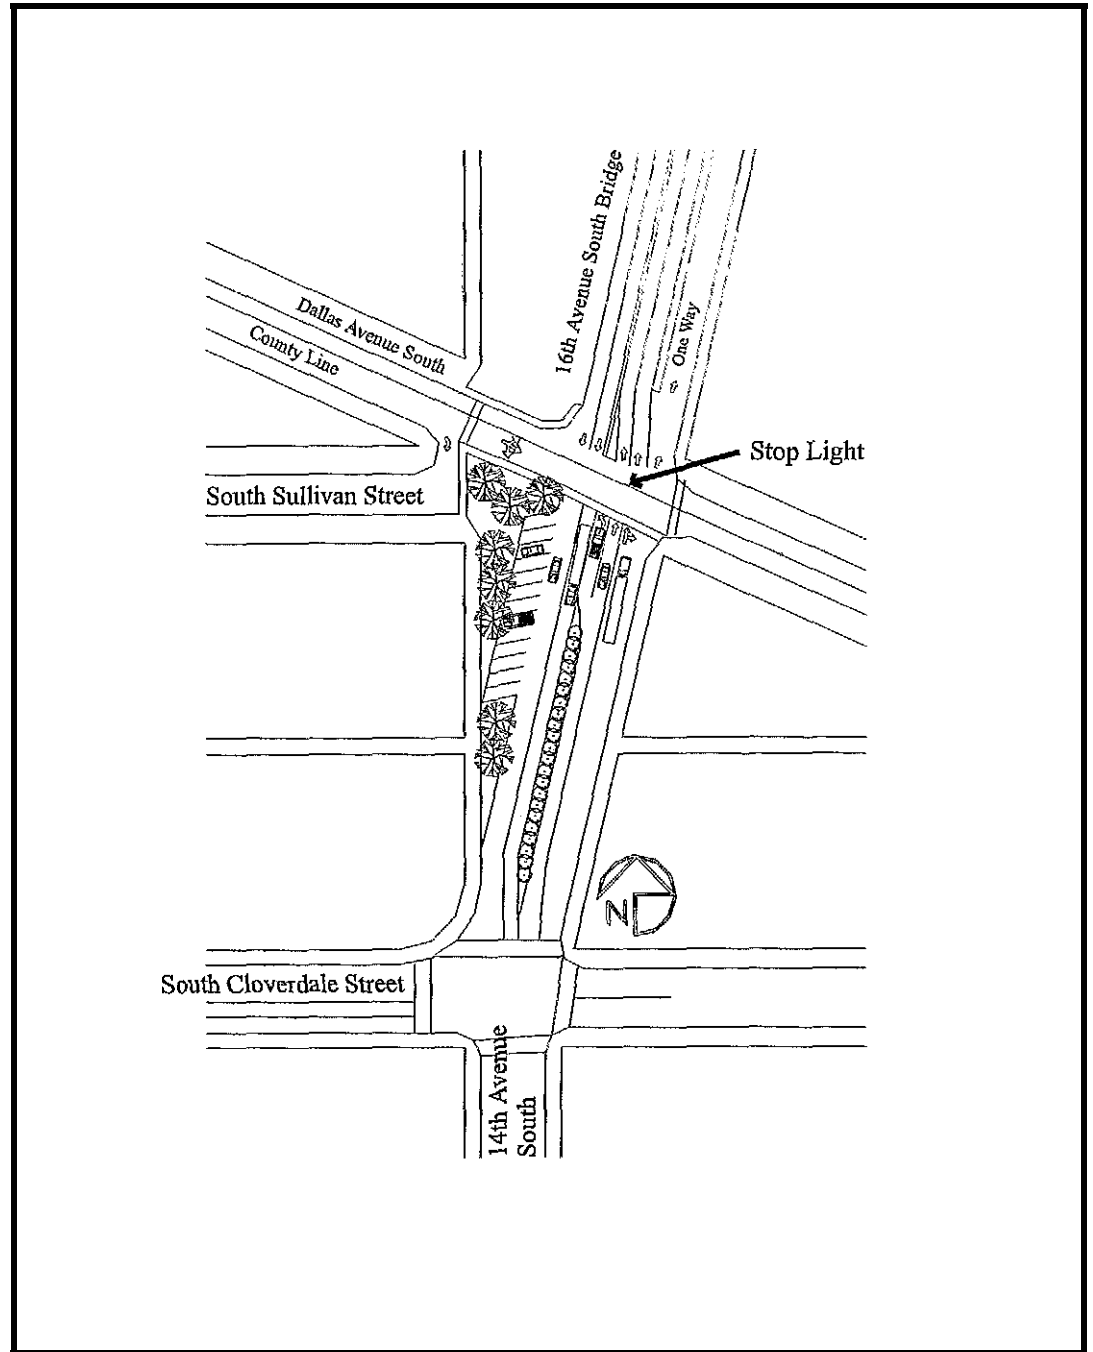 16th Avenue South Bridge
Dallas Avenue South
County Line
One Way
Stop Light
South Sullivan Street
N
South Cloverdale Street
14th Avenue
South